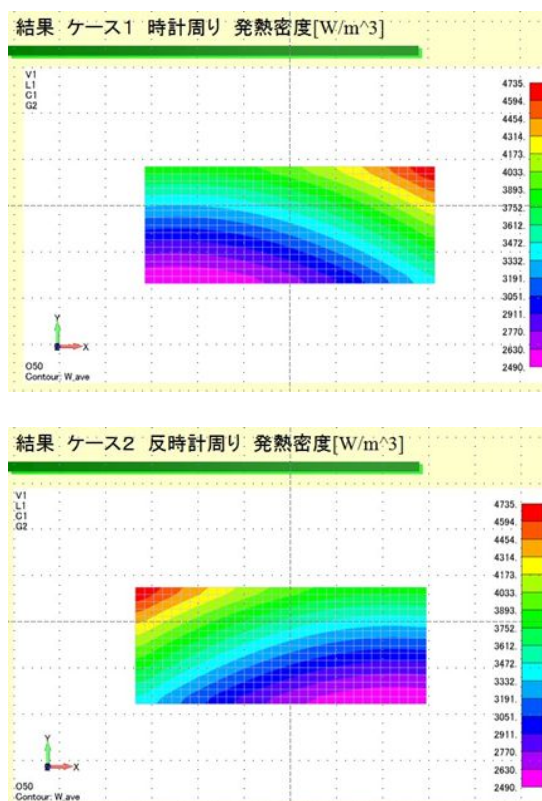 結果 ケース1 時計周り 発熱密度[W/m^3]
V1
L1
C1
G2
4735.
4594.
4454.
4314.
4173.
4033.
3893.
3752.
3612.
3472.
3332.
3191.
3051.
2911.
2770.
2630.
2490.
Y
X
O50
Contour: W_ave
結果 ケース2 反時計周り 発熱密度[W/m^3]
V1
L1
C1
G2
4735.
4594.
4454.
4314.
4173.
4033.
3893.
3752.
3612.
3472.
3332.
3191.
3051.
2911.
2770.
2630.
2490.
Y
X
O50
Contour: W_ave